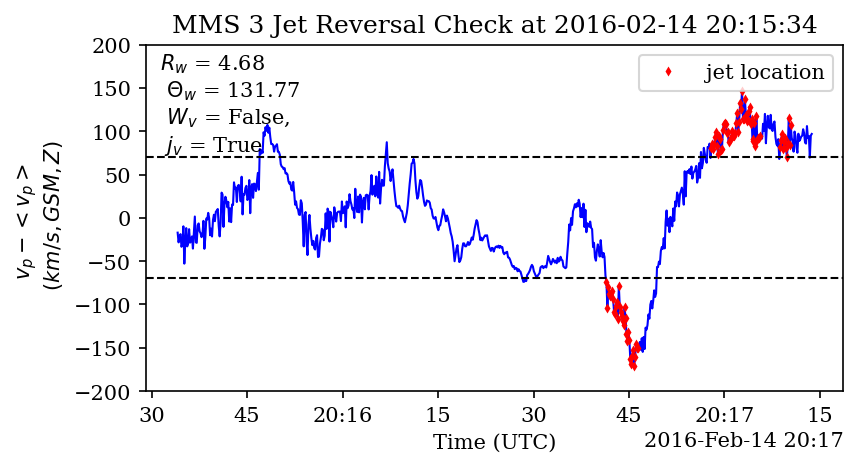 MMS 3 Jet Reversal Check at 2016-02-14 20:15:34
R_w = 4.68
Θ_w = 131.77
W_v = False,
j_v = True
jet location
200
150
100
50
0
−50
−100
−150
−200
v_p − <v_p>
(km/s, GSM, Z)
30 45 20:16 15 30 45 20:17 15
Time (UTC)
2016-Feb-14 20:17